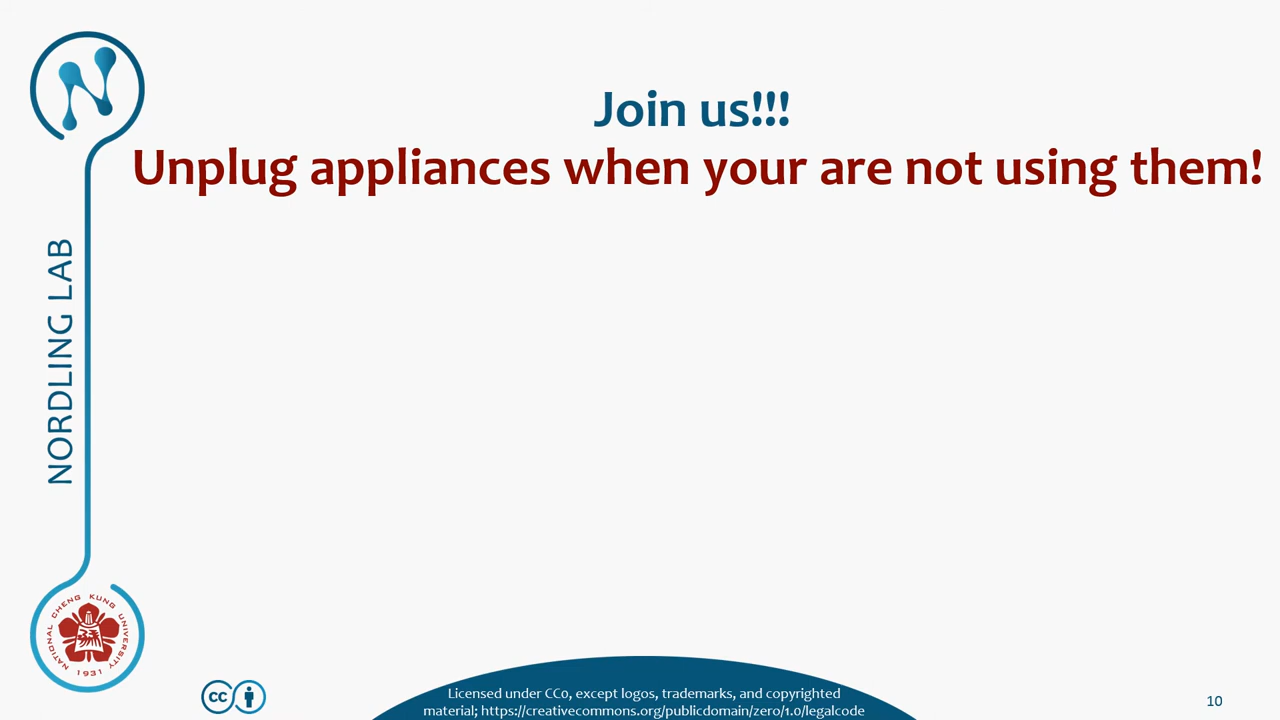 Join us!!!
Unplug appliances when your are not using them!
NORDLING LAB
NATIONAL CHENG KUNG UNIVERSITY
1931
cc
Licensed under CC0, except logos, trademarks, and copyrighted
material; https://creativecommons.org/publicdomain/zero/1.0/legalcode
10